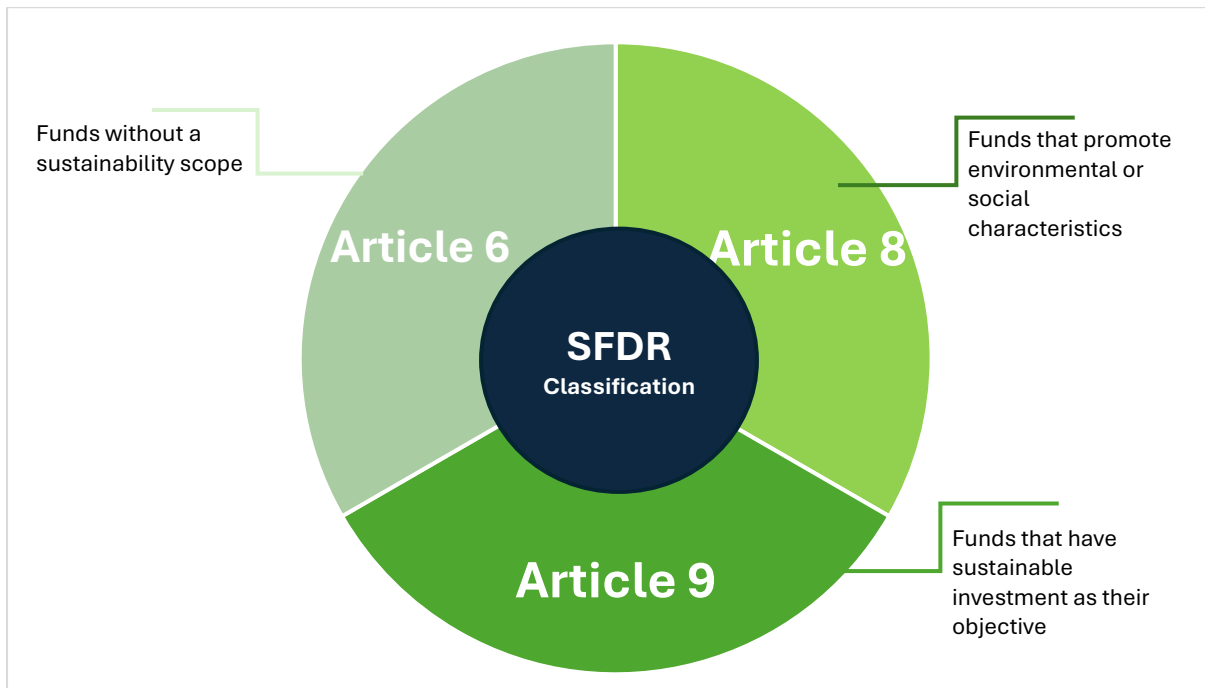 Funds without a
sustainability scope
Article 6
Article 8
Funds that promote
environmental or
social
characteristics
SFDR
Classification
Article 9
Funds that have
sustainable
investment as their
objective